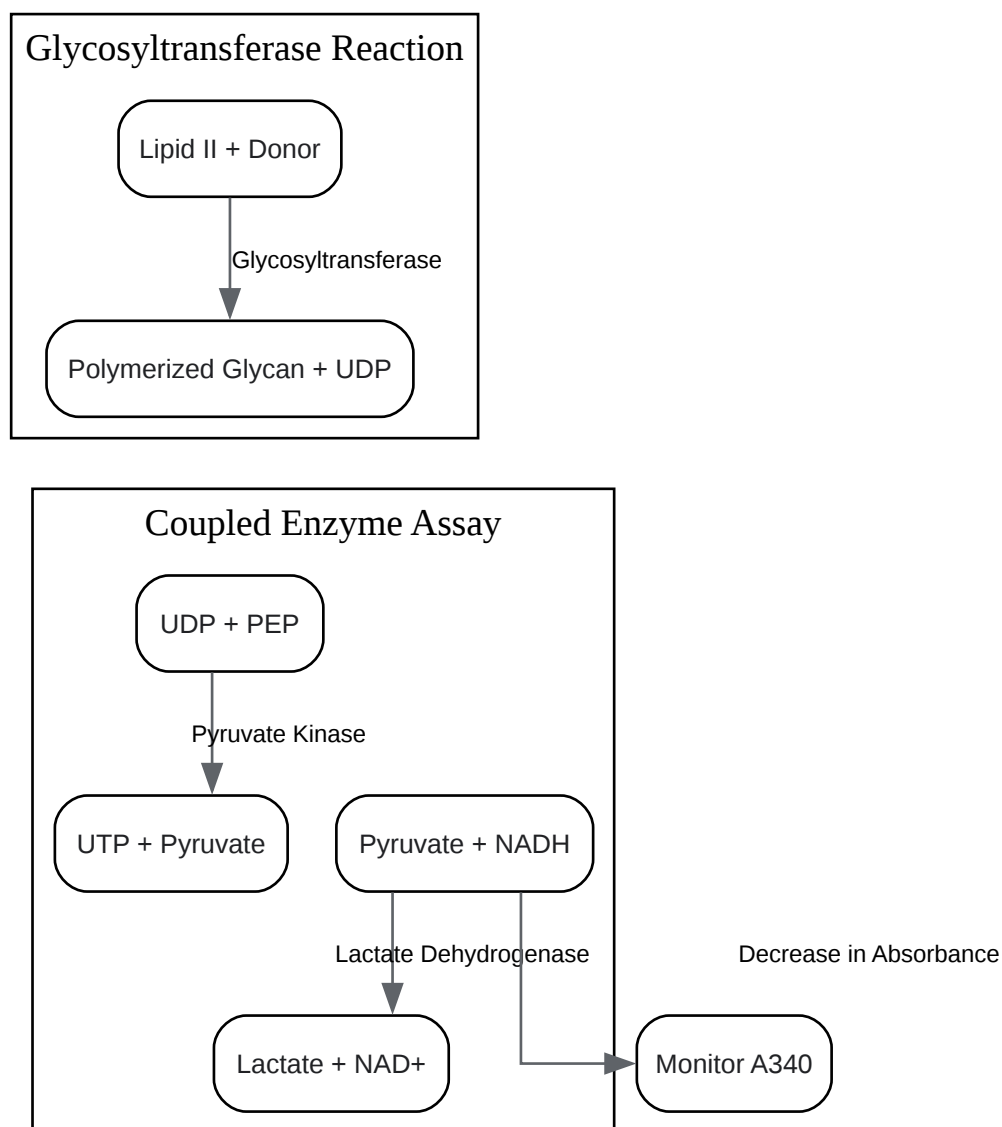 Glycosyltransferase Reaction
Lipid II + Donor
Glycosyltransferase
Polymerized Glycan + UDP
Coupled Enzyme Assay
UDP + PEP
Pyruvate Kinase
UTP + Pyruvate
Pyruvate + NADH
Lactate Dehydrogenase
Decrease in Absorbance
Lactate + NAD+
Monitor A340